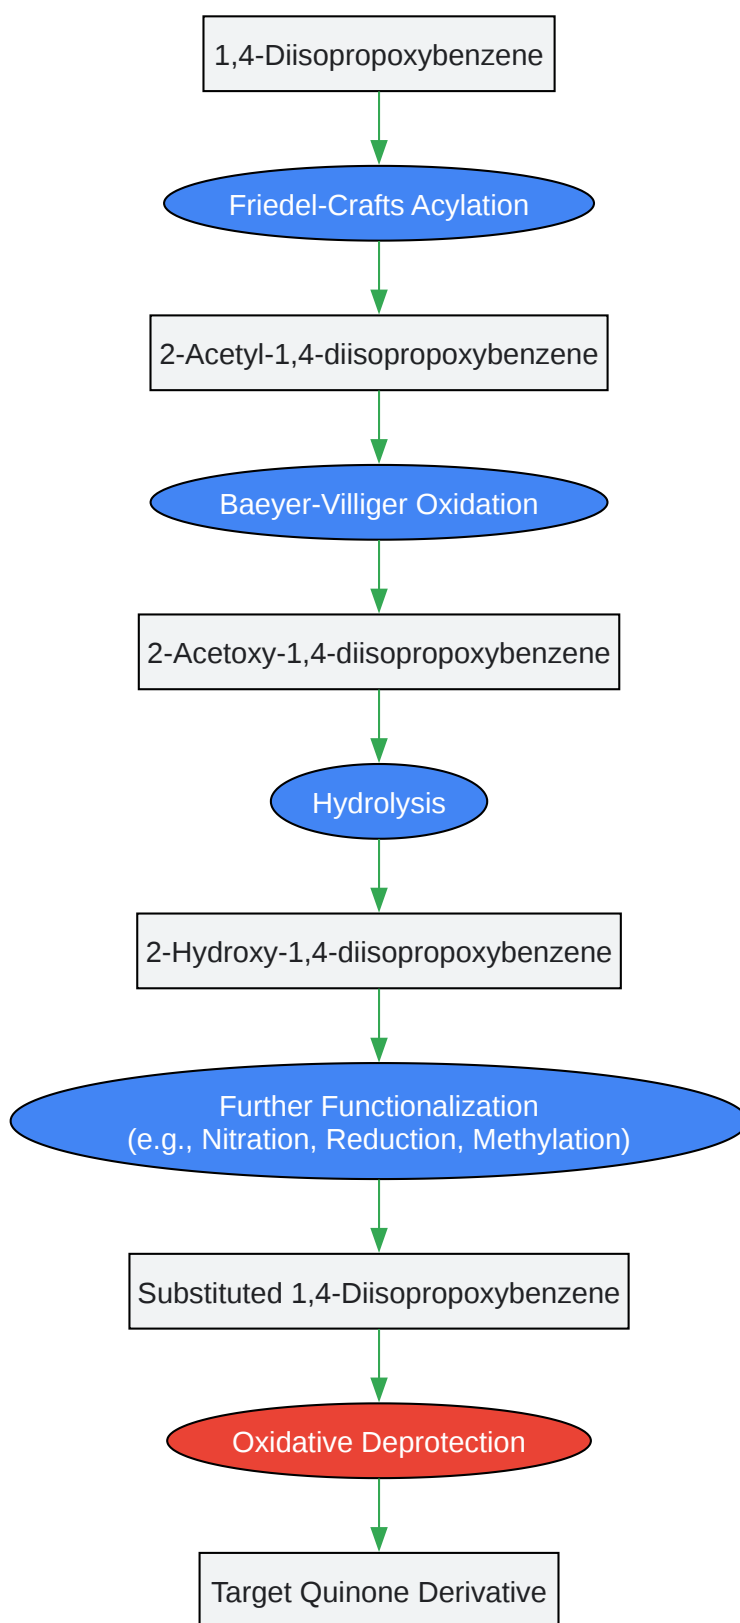 1,4-Diisopropoxybenzene
Friedel-Crafts Acylation
2-Acetyl-1,4-diisopropoxybenzene
Baeyer-Villiger Oxidation
2-Acetoxy-1,4-diisopropoxybenzene
Hydrolysis
2-Hydroxy-1,4-diisopropoxybenzene
Further Functionalization
(e.g., Nitration, Reduction, Methylation)
Substituted 1,4-Diisopropoxybenzene
Oxidative Deprotection
Target Quinone Derivative